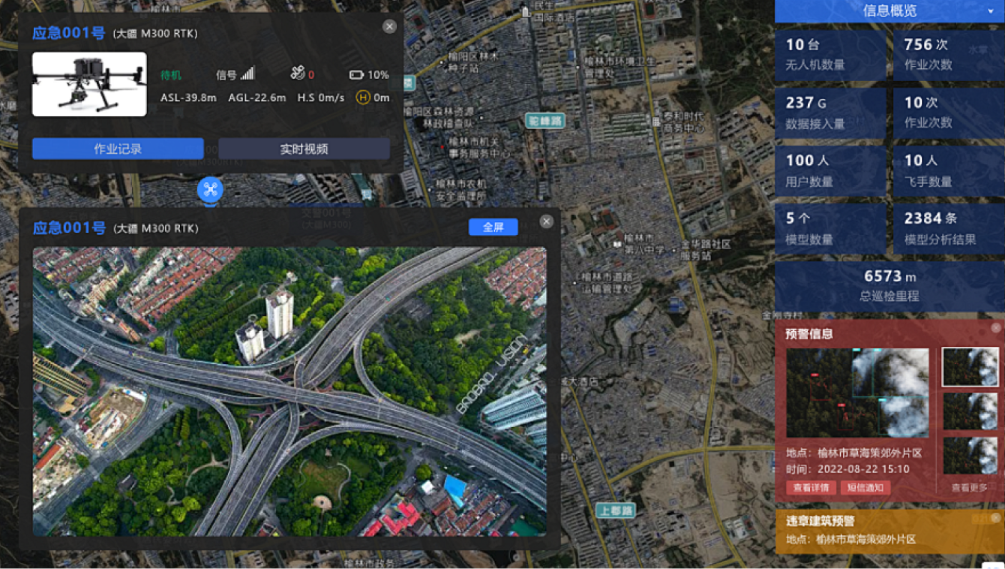 应急001号 (大疆 M300 RTK)
待机 信号 0 10%
ASL-39.8m AGL-22.6m H.S 0m/s H 0m
作业记录 实时视频
应急001号 (大疆 M300 RTK) 全屏
民生
国际酒店
榆阳区林木
种子站
榆林市环境卫生
管理处
榆阳区森林资源
林政稽查队
驼峰路
泰和时代
商务中心
榆林市机关
事务服务中心
榆林市农机
安全监理所
榆林市
第八中学
金华路社区
服务站
榆林市道路
运输管理处
上郡路
榆林市政务
信息概览
10 台
无人机数量
756 次
作业次数
237 G
数据接入量
10 次
作业次数
100 人
用户数量
10 人
飞手数量
5 个
模型数量
2384 条
模型分析结果
6573 m
总巡检里程
预警信息
地点：榆林市草海策郊外片区
时间：2022-08-22 15:10
查看详情 短信通知 查看更多
违章建筑预警
地点：榆林市草海策郊外片区